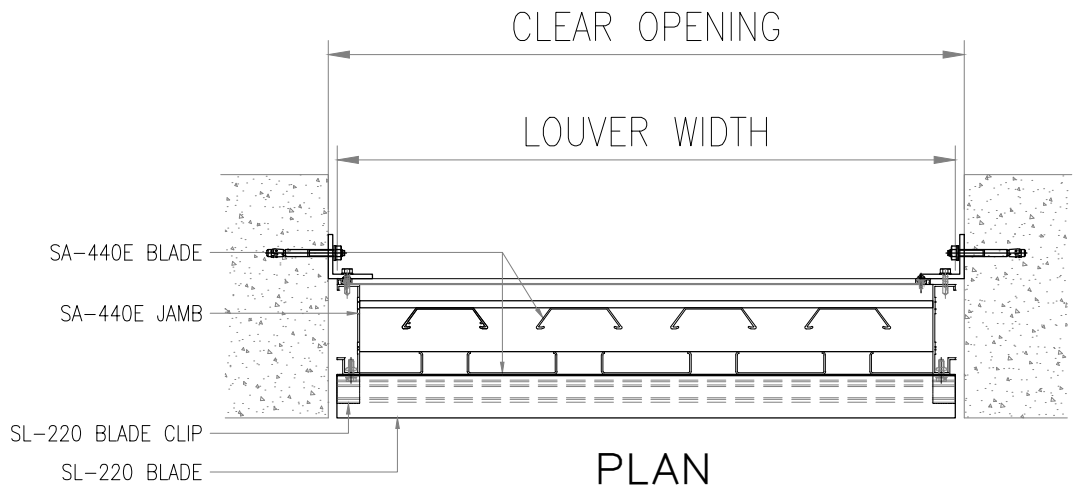 CLEAR OPENING
LOUVER WIDTH
SA-440E BLADE
SA-440E JAMB
SL-220 BLADE CLIP
SL-220 BLADE
PLAN